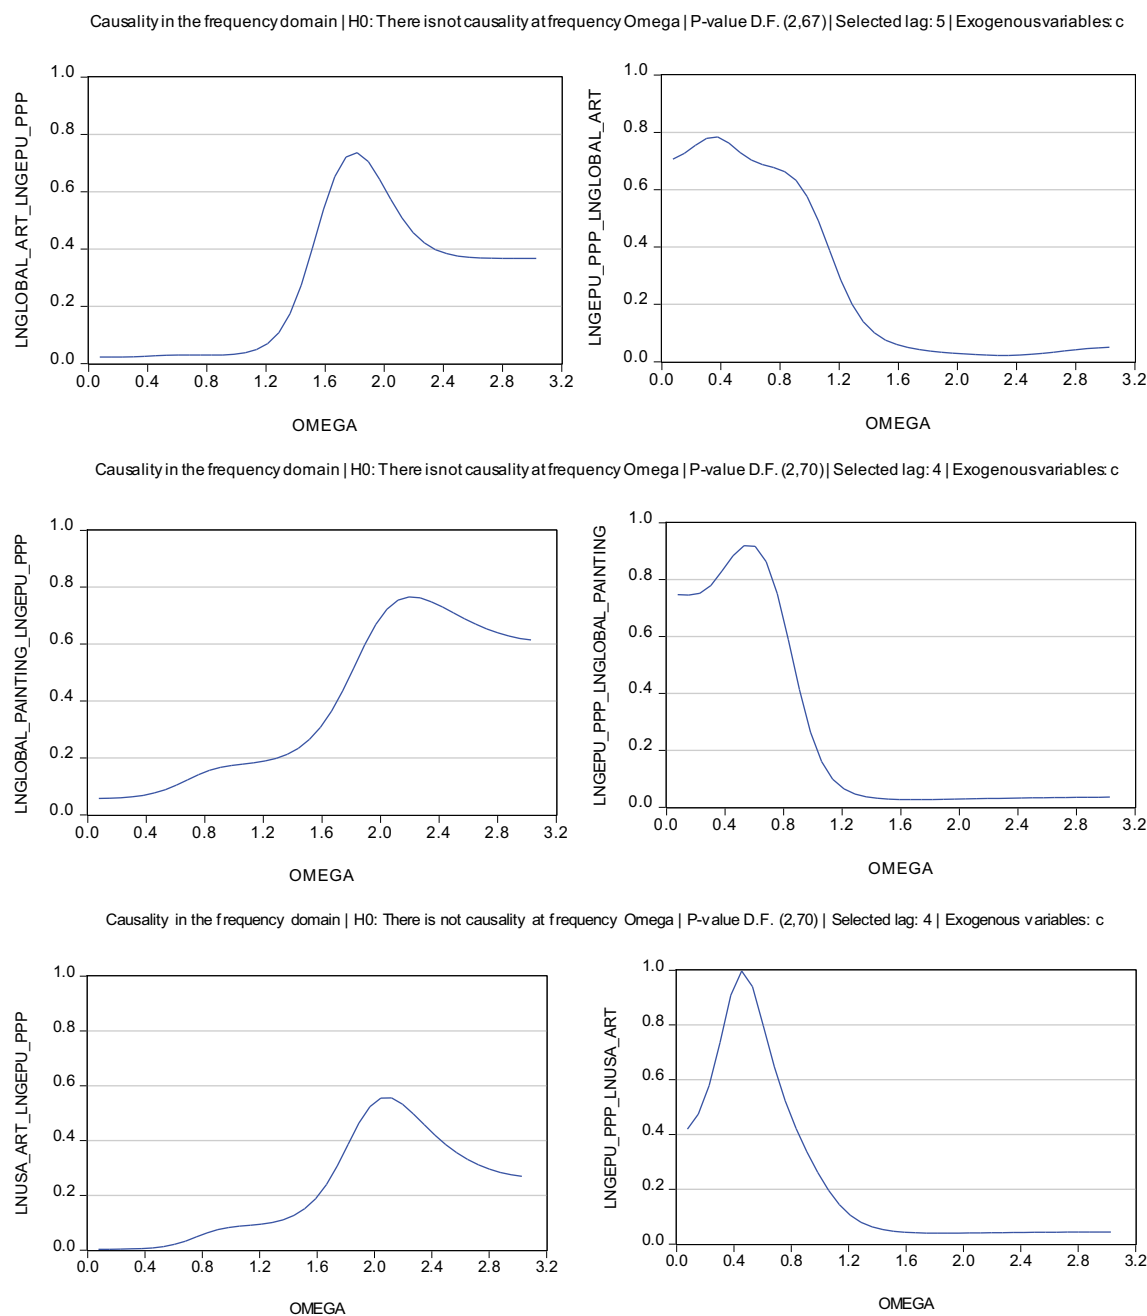 Causality in the frequency domain | H0: There is not causality at frequency Omega | P-value D.F. (2,67) | Selected lag: 5 | Exogenous variables: c
LNGLOBAL_ART_LNGEPU_PPP
1.0
0.8
0.6
0.4
0.2
0.0
0.0 0.4 0.8 1.2 1.6 2.0 2.4 2.8 3.2
OMEGA
LNGEPU_PPP_LNGLOBAL_ART
1.0
0.8
0.6
0.4
0.2
0.0
0.0 0.4 0.8 1.2 1.6 2.0 2.4 2.8 3.2
OMEGA
Causality in the frequency domain | H0: There is not causality at frequency Omega | P-value D.F. (2,70) | Selected lag: 4 | Exogenous variables: c
LNGLOBAL_PAINTING_LNGEPU_PPP
1.0
0.8
0.6
0.4
0.2
0.0
0.0 0.4 0.8 1.2 1.6 2.0 2.4 2.8 3.2
OMEGA
LNGEPU_PPP_LNGLOBAL_PAINTING
1.0
0.8
0.6
0.4
0.2
0.0
0.0 0.4 0.8 1.2 1.6 2.0 2.4 2.8 3.2
OMEGA
Causality in the frequency domain | H0: There is not causality at frequency Omega | P-value D.F. (2,70) | Selected lag: 4 | Exogenous variables: c
LNUSA_ART_LNGEPU_PPP
1.0
0.8
0.6
0.4
0.2
0.0
0.0 0.4 0.8 1.2 1.6 2.0 2.4 2.8 3.2
OMEGA
LNGEPU_PPP_LNUSA_ART
1.0
0.8
0.6
0.4
0.2
0.0
0.0 0.4 0.8 1.2 1.6 2.0 2.4 2.8 3.2
OMEGA